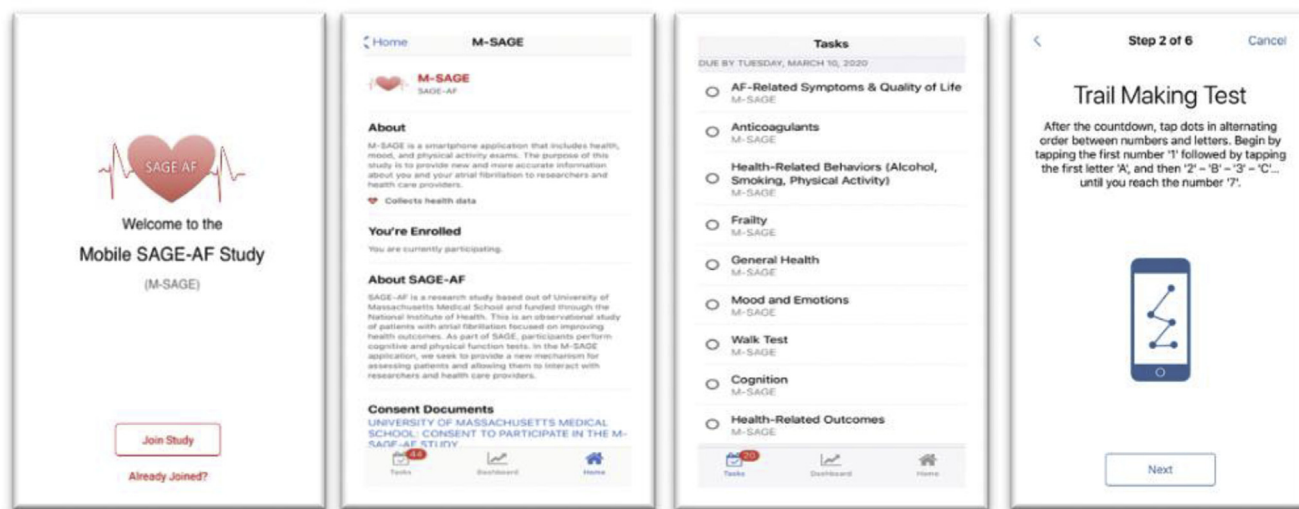 SAGE AF
Welcome to the
Mobile SAGE-AF Study
(M-SAGE)
Join Study
Already Joined?
Home
M-SAGE
M-SAGE
SAGE-AF
About
M-SAGE is a smartphone application that includes health,
mood, and physical activity exams. The purpose of this
study is to provide new and more accurate information
about you and your atrial fibrillation to researchers and
health care providers.
Collects health data
You're Enrolled
You are currently participating.
About SAGE-AF
SAGE-AF is a research study based out of University of
Massachusetts Medical School and funded through the
National Institute of Health. This is an observational study
of patients with atrial fibrillation focused on improving
health outcomes. As part of SAGE, participants perform
cognitive and physical function tests. In the M-SAGE
application, we seek to provide a new mechanism for
assessing patients and allowing them to interact with
researchers and health care providers.
Consent Documents
UNIVERSITY OF MASSACHUSETTS MEDICAL
SCHOOL: CONSENT TO PARTICIPATE IN THE M-
SAGE-AF STUDY
44
Tasks
Dashboard
Home
Tasks
DUE BY TUESDAY, MARCH 10, 2020
AF-Related Symptoms & Quality of Life
M-SAGE
Anticoagulants
M-SAGE
Health-Related Behaviors (Alcohol,
Smoking, Physical Activity)
M-SAGE
Frailty
M-SAGE
General Health
M-SAGE
Mood and Emotions
M-SAGE
Walk Test
M-SAGE
Cognition
M-SAGE
Health-Related Outcomes
M-SAGE
20
Tasks
Dashboard
Home
Step 2 of 6
Cancel
Trail Making Test
After the countdown, tap dots in alternating
order between numbers and letters. Begin by
tapping the first number '1' followed by tapping
the first letter 'A', and then '2' – 'B' – '3' – 'C'...
until you reach the number '7'.
Next